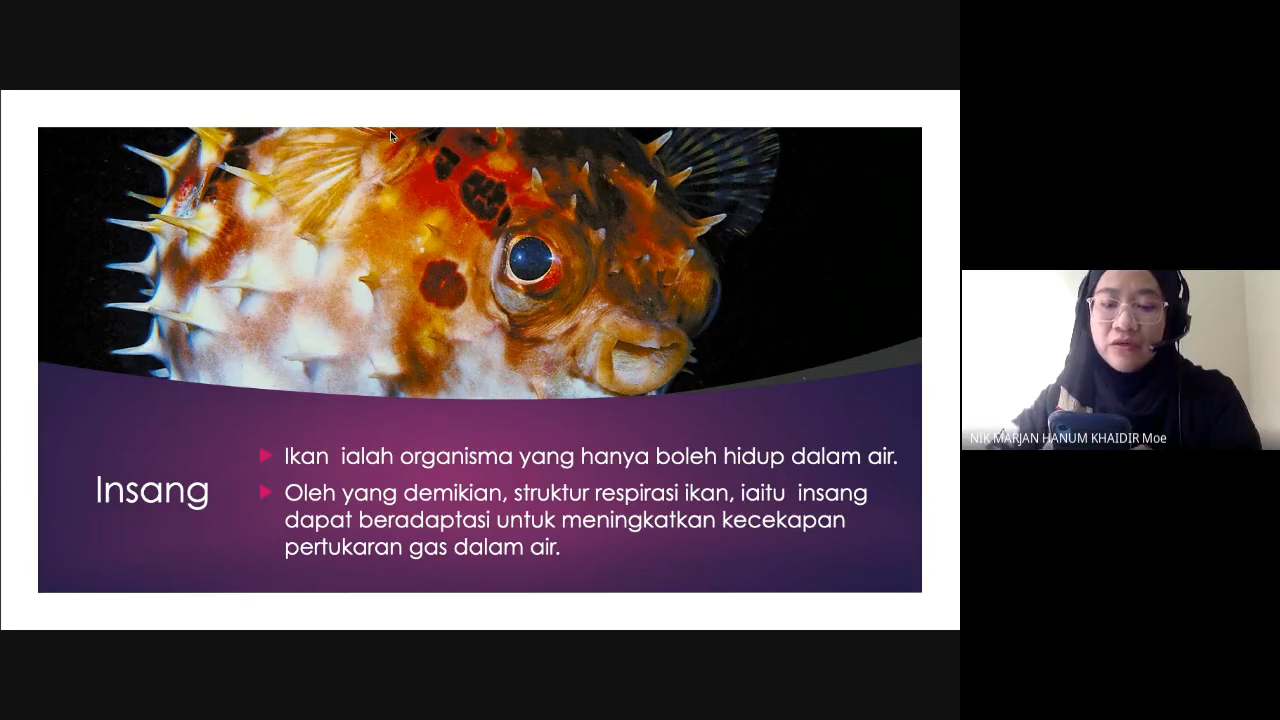 Insang
Ikan ialah organisma yang hanya boleh hidup dalam air.
Oleh yang demikian, struktur respirasi ikan, iaitu insang
dapat beradaptasi untuk meningkatkan kecekapan
pertukaran gas dalam air.
NIK MARJAN HANUM KHAIDIR Moe